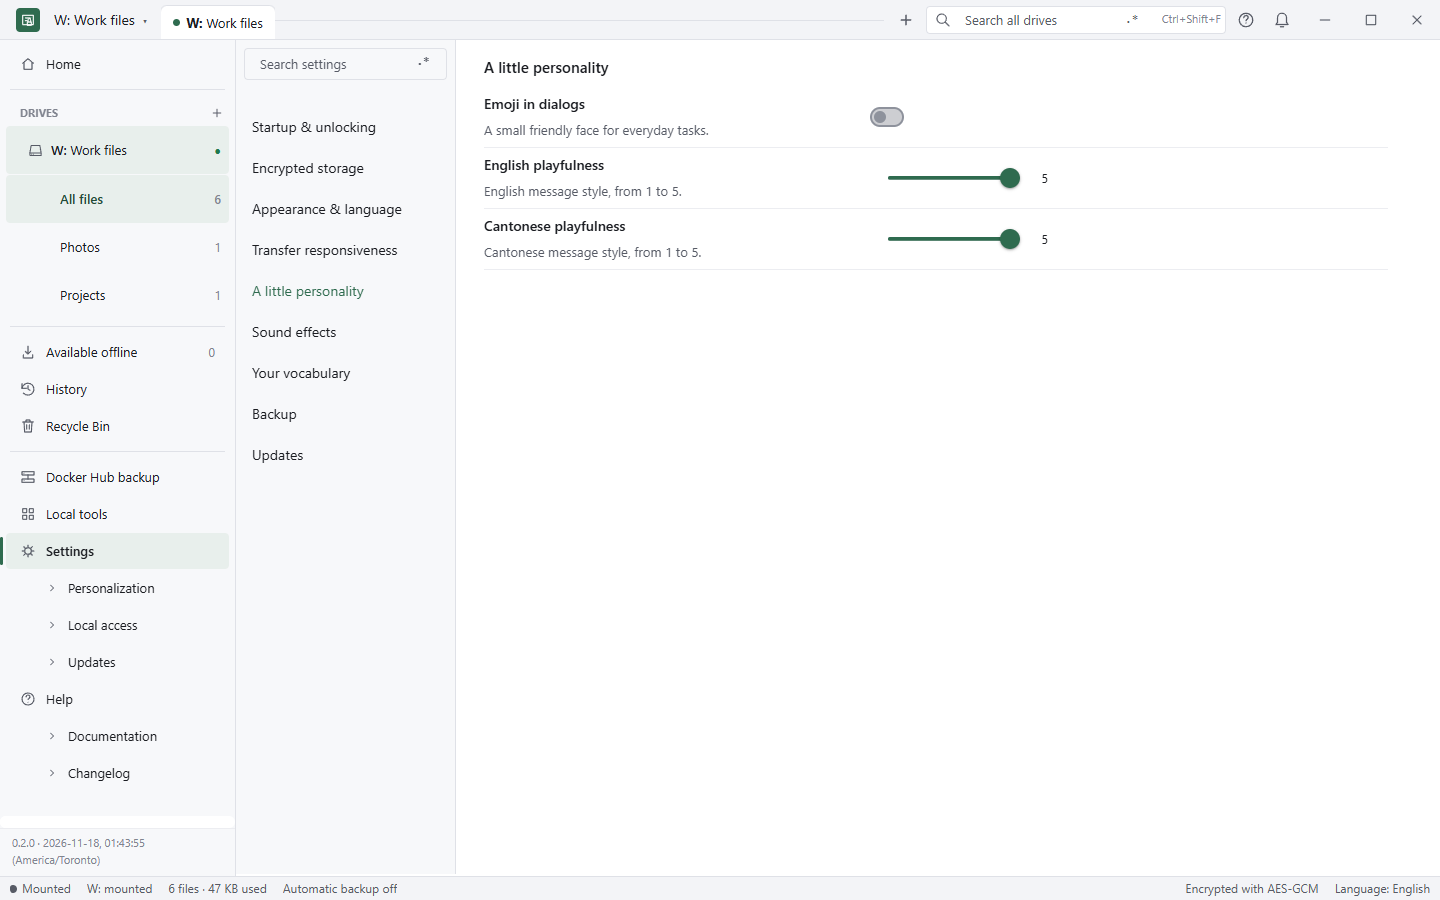 W: Work files
W: Work files
Search all drives
.*
Ctrl+Shift+F
Home
DRIVES
W: Work files
All files
6
Photos
1
Projects
1
Available offline
0
History
Recycle Bin
Docker Hub backup
Local tools
Settings
Personalization
Local access
Updates
Help
Documentation
Changelog
0.2.0 · 2026-11-18, 01:43:55
(America/Toronto)
Search settings
.*
Startup & unlocking
Encrypted storage
Appearance & language
Transfer responsiveness
A little personality
Sound effects
Your vocabulary
Backup
Updates
A little personality
Emoji in dialogs
A small friendly face for everyday tasks.
English playfulness
English message style, from 1 to 5.
5
Cantonese playfulness
Cantonese message style, from 1 to 5.
5
Mounted
W: mounted
6 files · 47 KB used
Automatic backup off
Encrypted with AES-GCM
Language: English